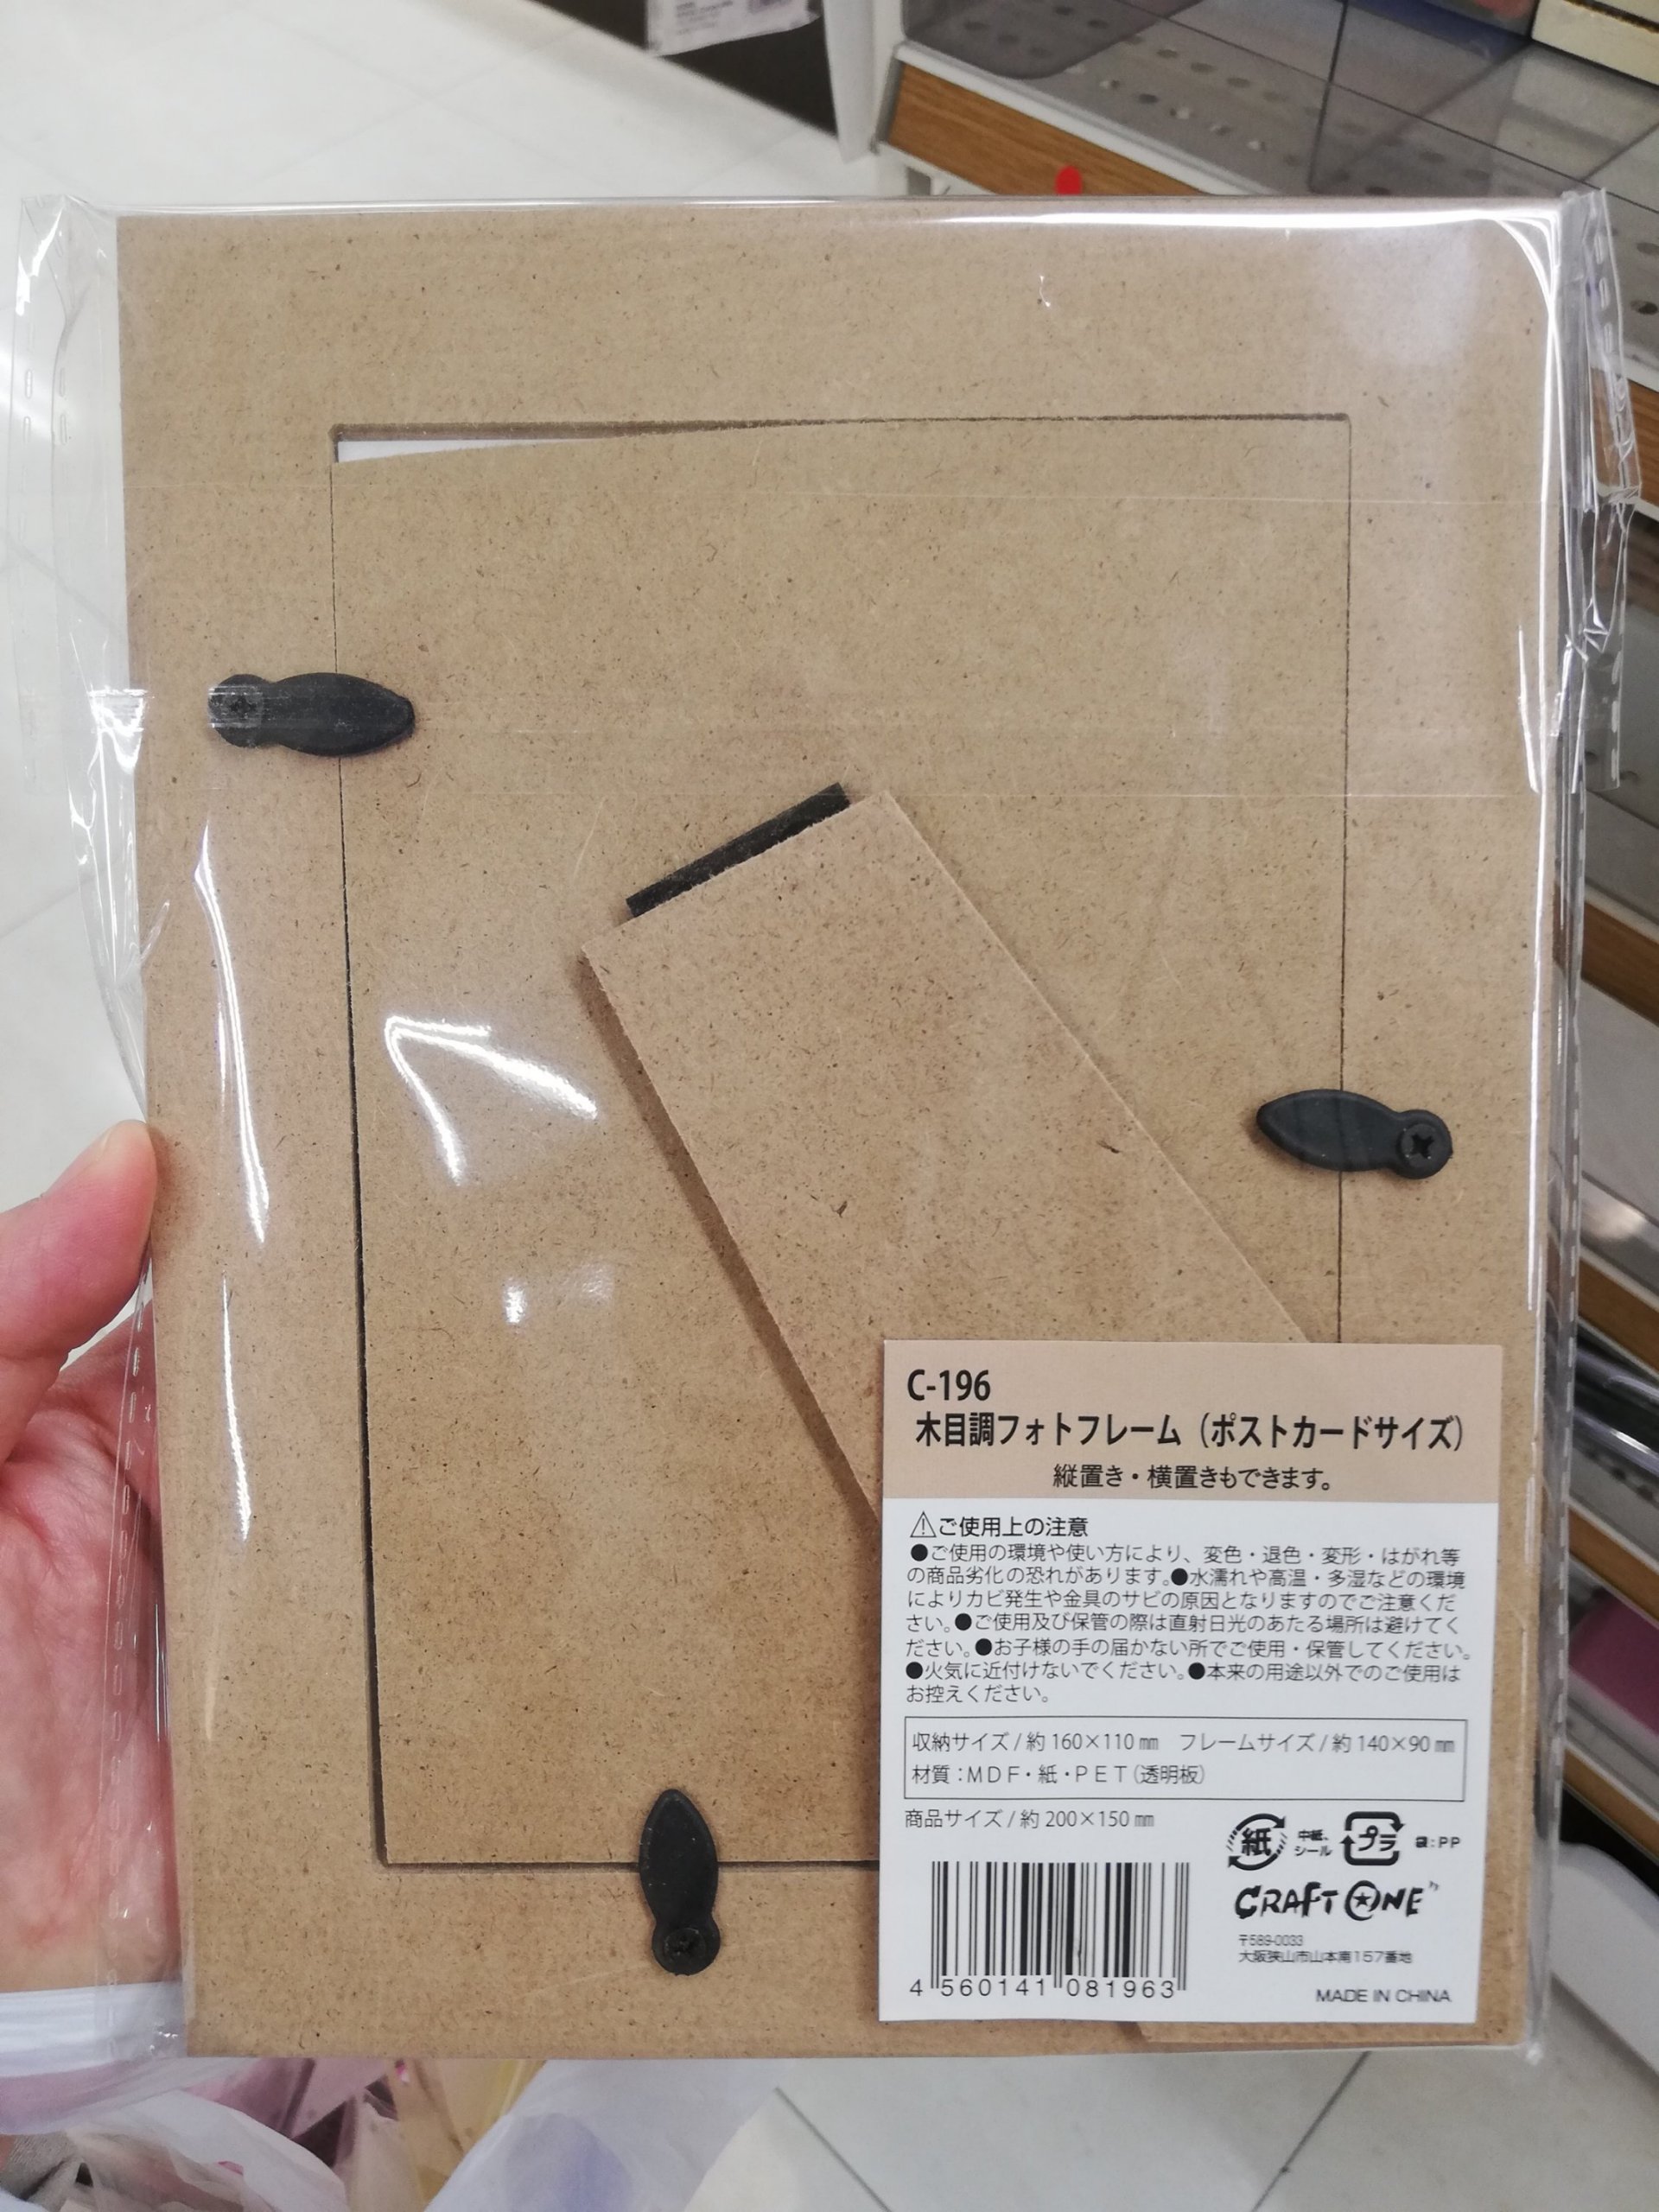 C-196
木目調フォトフレーム（ポストカードサイズ）
縦置き・横置きもできます。
⚠ご使用上の注意
●ご使用の環境や使い方により、変色・退色・変形・はがれ等
の商品劣化の恐れがあります。●水濡れや高温・多湿などの環境
によりカビ発生や金具のサビの原因となりますのでご注意くだ
さい。●ご使用及び保管の際は直射日光のあたる場所は避けてく
ださい。●お子様の手の届かない所でご使用・保管してください。
●火気に近付けないでください。●本来の用途以外でのご使用は
お控えください。
収納サイズ/約160×110㎜　フレームサイズ/約140×90㎜
材質：ＭＤＦ・紙・ＰＥＴ（透明板）
商品サイズ/約200×150㎜
紙 中紙、シール プラ 袋：PP
CRAFT ONE
〒589-0033
大阪狭山市山本南157番地
4 560141 081963
MADE IN CHINA